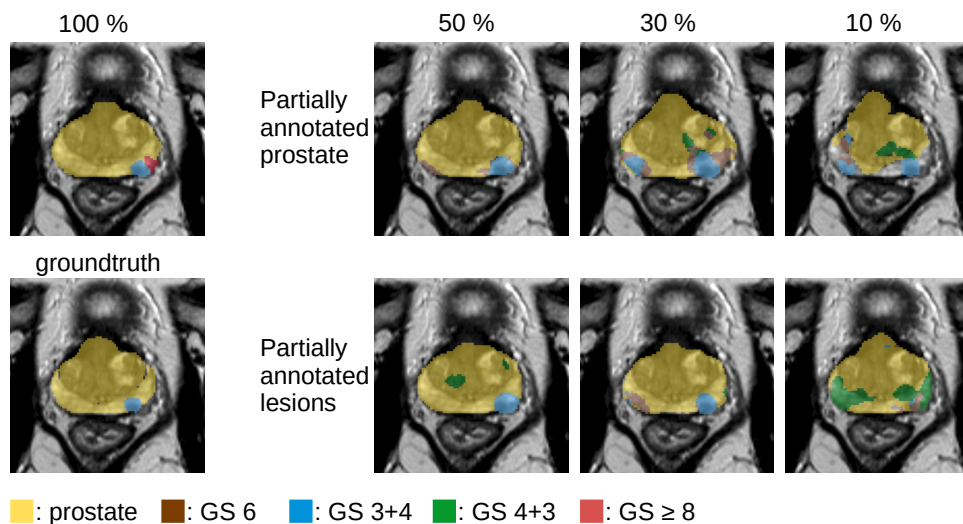 100 %
50 %
30 %
10 %
Partially
annotated
prostate
groundtruth
Partially
annotated
lesions
: prostate : GS 6 : GS 3+4 : GS 4+3 : GS ≥ 8